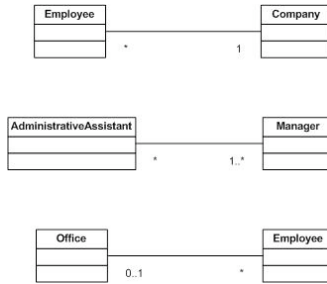 Employee Company
* 1
AdministrativeAssistant Manager
* 1..*
Office Employee
0..1 *